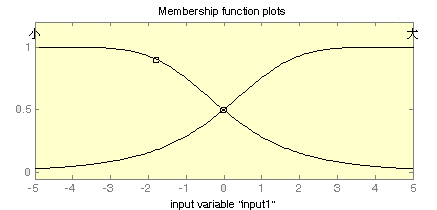 Membership function plots
小
大
1
0.5
0
-5 -4 -3 -2 -1 0 1 2 3 4 5
input variable "input1"